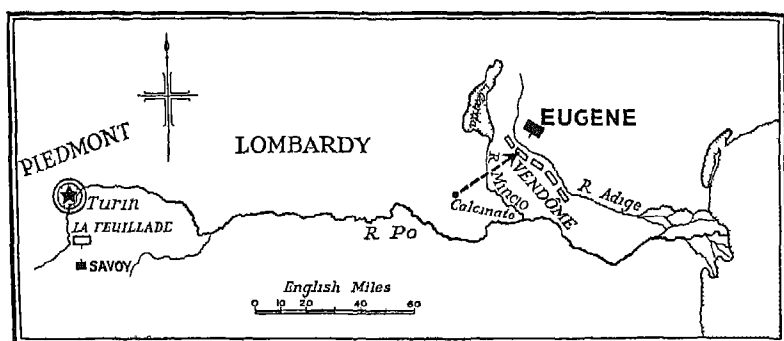 PIEDMONT
LOMBARDY
L. Garda
EUGENE
Turin
LA FEUILLADE
SAVOY
R Po
Calcinato
R. Mincio
VENDÔME
R Adige
English Miles
0 10 20 40 60